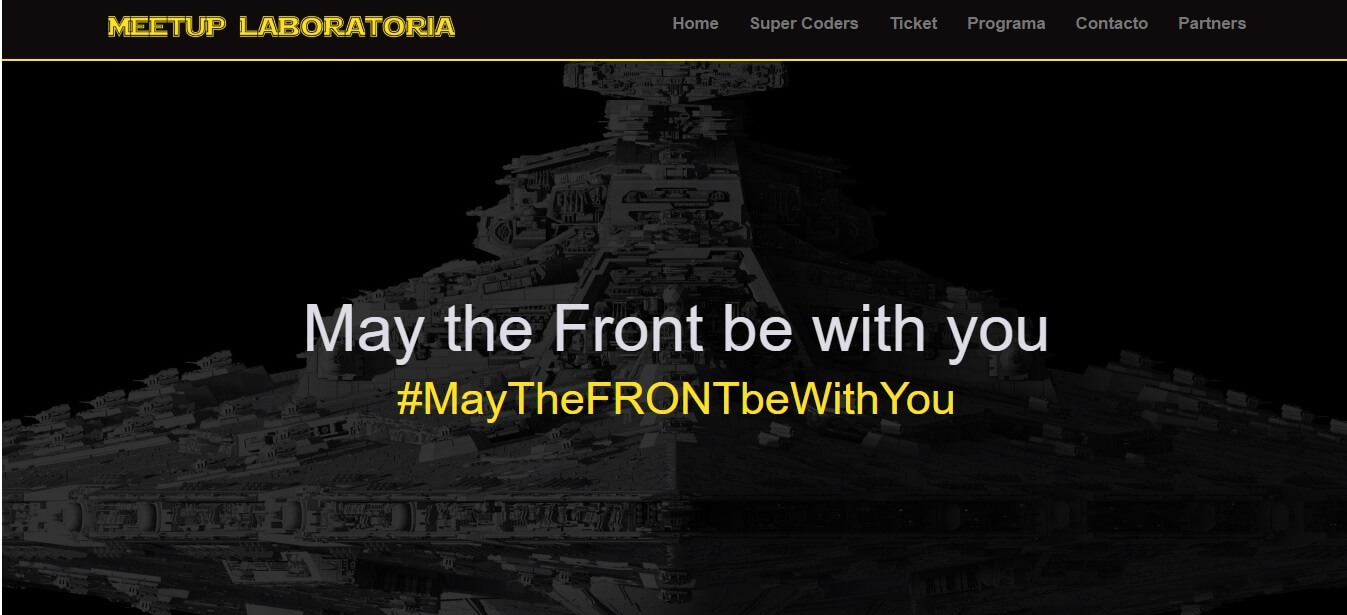 MEETUP LABORATORIA
Home Super Coders Ticket Programa Contacto Partners
May the Front be with you
#MayTheFRONTbeWithYou